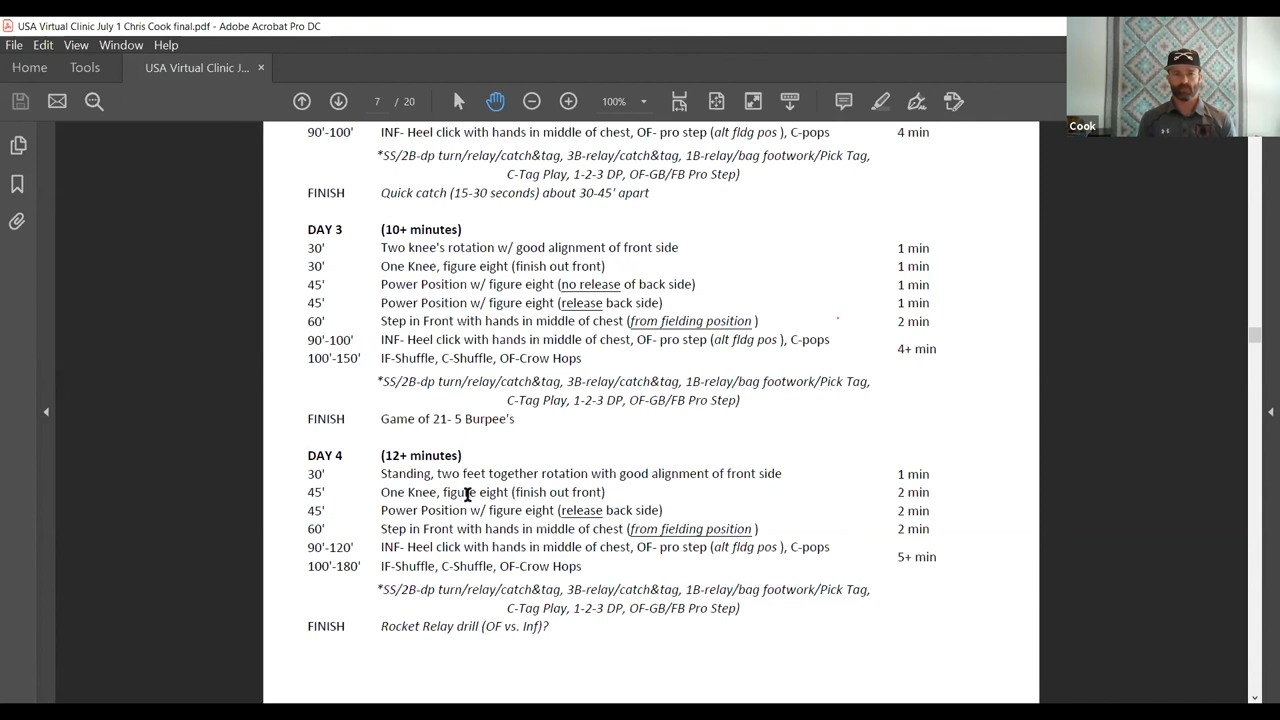 USA Virtual Clinic July 1 Chris Cook final.pdf - Adobe Acrobat Pro DC
File Edit View Window Help
Home Tools USA Virtual Clinic J... ×
7 / 20 100%
Cook
90'-100' INF- Heel click with hands in middle of chest, OF- pro step (alt fldg pos ), C-pops 4 min
*SS/2B-dp turn/relay/catch&tag, 3B-relay/catch&tag, 1B-relay/bag footwork/Pick Tag,
C-Tag Play, 1-2-3 DP, OF-GB/FB Pro Step)
FINISH Quick catch (15-30 seconds) about 30-45' apart
DAY 3 (10+ minutes)
30' Two knee's rotation w/ good alignment of front side 1 min
30' One Knee, figure eight (finish out front) 1 min
45' Power Position w/ figure eight (no release of back side) 1 min
45' Power Position w/ figure eight (release back side) 1 min
60' Step in Front with hands in middle of chest (from fielding position ) 2 min
90'-100' INF- Heel click with hands in middle of chest, OF- pro step (alt fldg pos ), C-pops
4+ min
100'-150' IF-Shuffle, C-Shuffle, OF-Crow Hops
*SS/2B-dp turn/relay/catch&tag, 3B-relay/catch&tag, 1B-relay/bag footwork/Pick Tag,
C-Tag Play, 1-2-3 DP, OF-GB/FB Pro Step)
FINISH Game of 21- 5 Burpee's
DAY 4 (12+ minutes)
30' Standing, two feet together rotation with good alignment of front side 1 min
45' One Knee, figure eight (finish out front) 2 min
45' Power Position w/ figure eight (release back side) 2 min
60' Step in Front with hands in middle of chest (from fielding position ) 2 min
90'-120' INF- Heel click with hands in middle of chest, OF- pro step (alt fldg pos ), C-pops
5+ min
100'-180' IF-Shuffle, C-Shuffle, OF-Crow Hops
*SS/2B-dp turn/relay/catch&tag, 3B-relay/catch&tag, 1B-relay/bag footwork/Pick Tag,
C-Tag Play, 1-2-3 DP, OF-GB/FB Pro Step)
FINISH Rocket Relay drill (OF vs. Inf)?